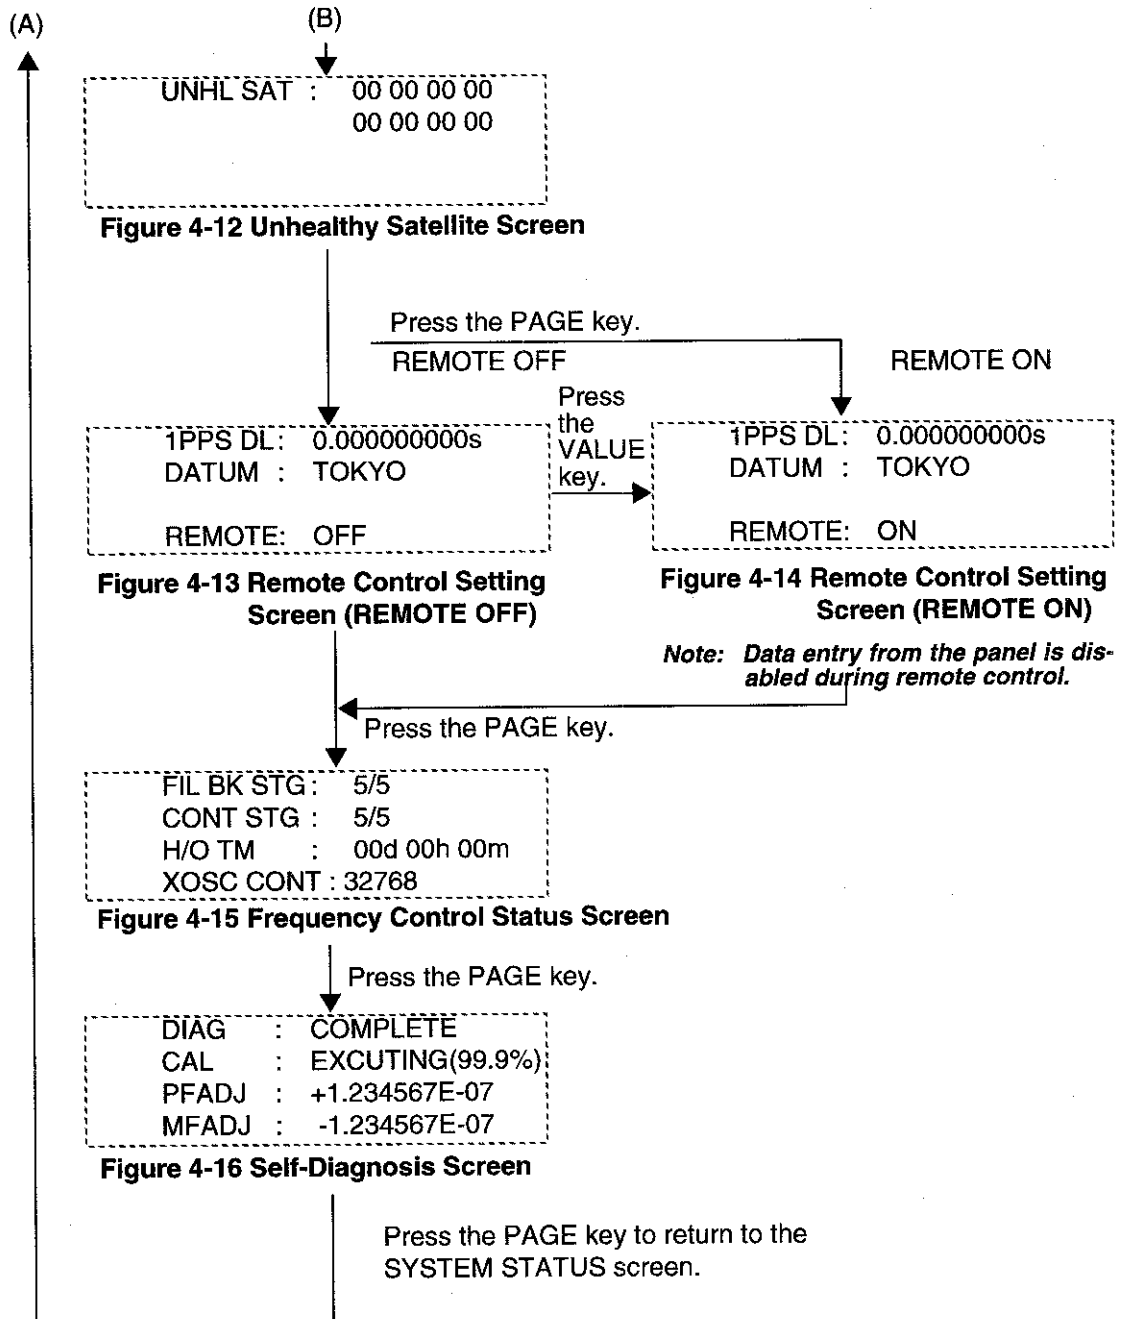 (A)
(B)
UNHL SAT : 00 00 00 00
00 00 00 00
Figure 4-12 Unhealthy Satellite Screen
Press the PAGE key.
REMOTE OFF
REMOTE ON
Press
the
VALUE
key.
1PPS DL: 0.000000000s
DATUM : TOKYO
REMOTE: OFF
1PPS DL: 0.000000000s
DATUM : TOKYO
REMOTE: ON
Figure 4-13 Remote Control Setting
Screen (REMOTE OFF)
Figure 4-14 Remote Control Setting
Screen (REMOTE ON)
Note: Data entry from the panel is dis-
abled during remote control.
Press the PAGE key.
FIL BK STG: 5/5
CONT STG : 5/5
H/O TM : 00d 00h 00m
XOSC CONT : 32768
Figure 4-15 Frequency Control Status Screen
Press the PAGE key.
DIAG : COMPLETE
CAL : EXCUTING(99.9%)
PFADJ : +1.234567E-07
MFADJ : -1.234567E-07
Figure 4-16 Self-Diagnosis Screen
Press the PAGE key to return to the
SYSTEM STATUS screen.